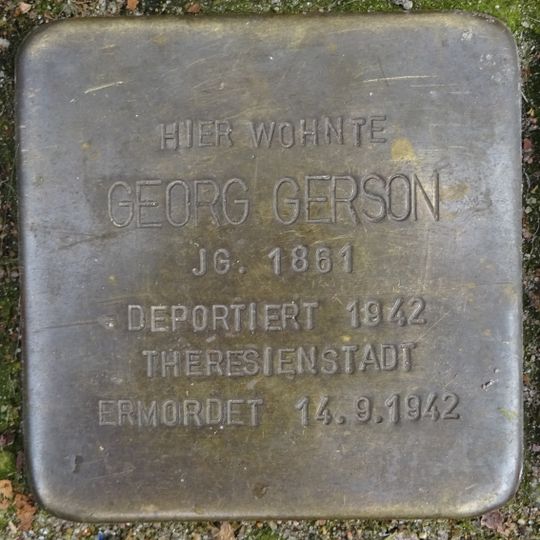 HIER WOHNTE
GEORG GERSON
JG. 1861
DEPORTIERT 1942
THERESIENSTADT
ERMORDET 14.9.1942